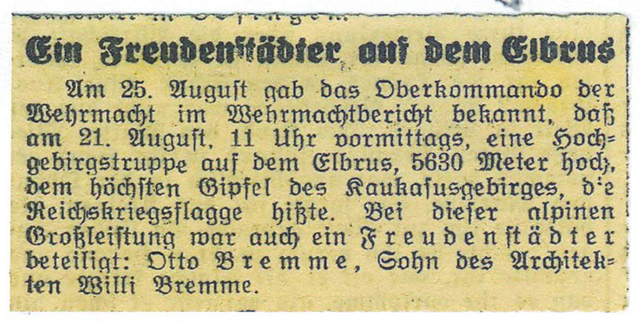 Ein Freudenstädter auf dem Elbrus
Am 25. August gab das Oberkommando der
Wehrmacht im Wehrmachtbericht bekannt, daß
am 21. August, 11 Uhr vormittags, eine Hoch-
gebirgstruppe auf dem Elbrus, 5630 Meter hoch,
dem höchsten Gipfel des Kaukasusgebirges, die
Reichskriegsflagge hißte. Bei dieser alpinen
Großleistung war auch ein Freudenstädter
beteiligt: Otto Bremme, Sohn des Architek-
ten Willi Bremme.